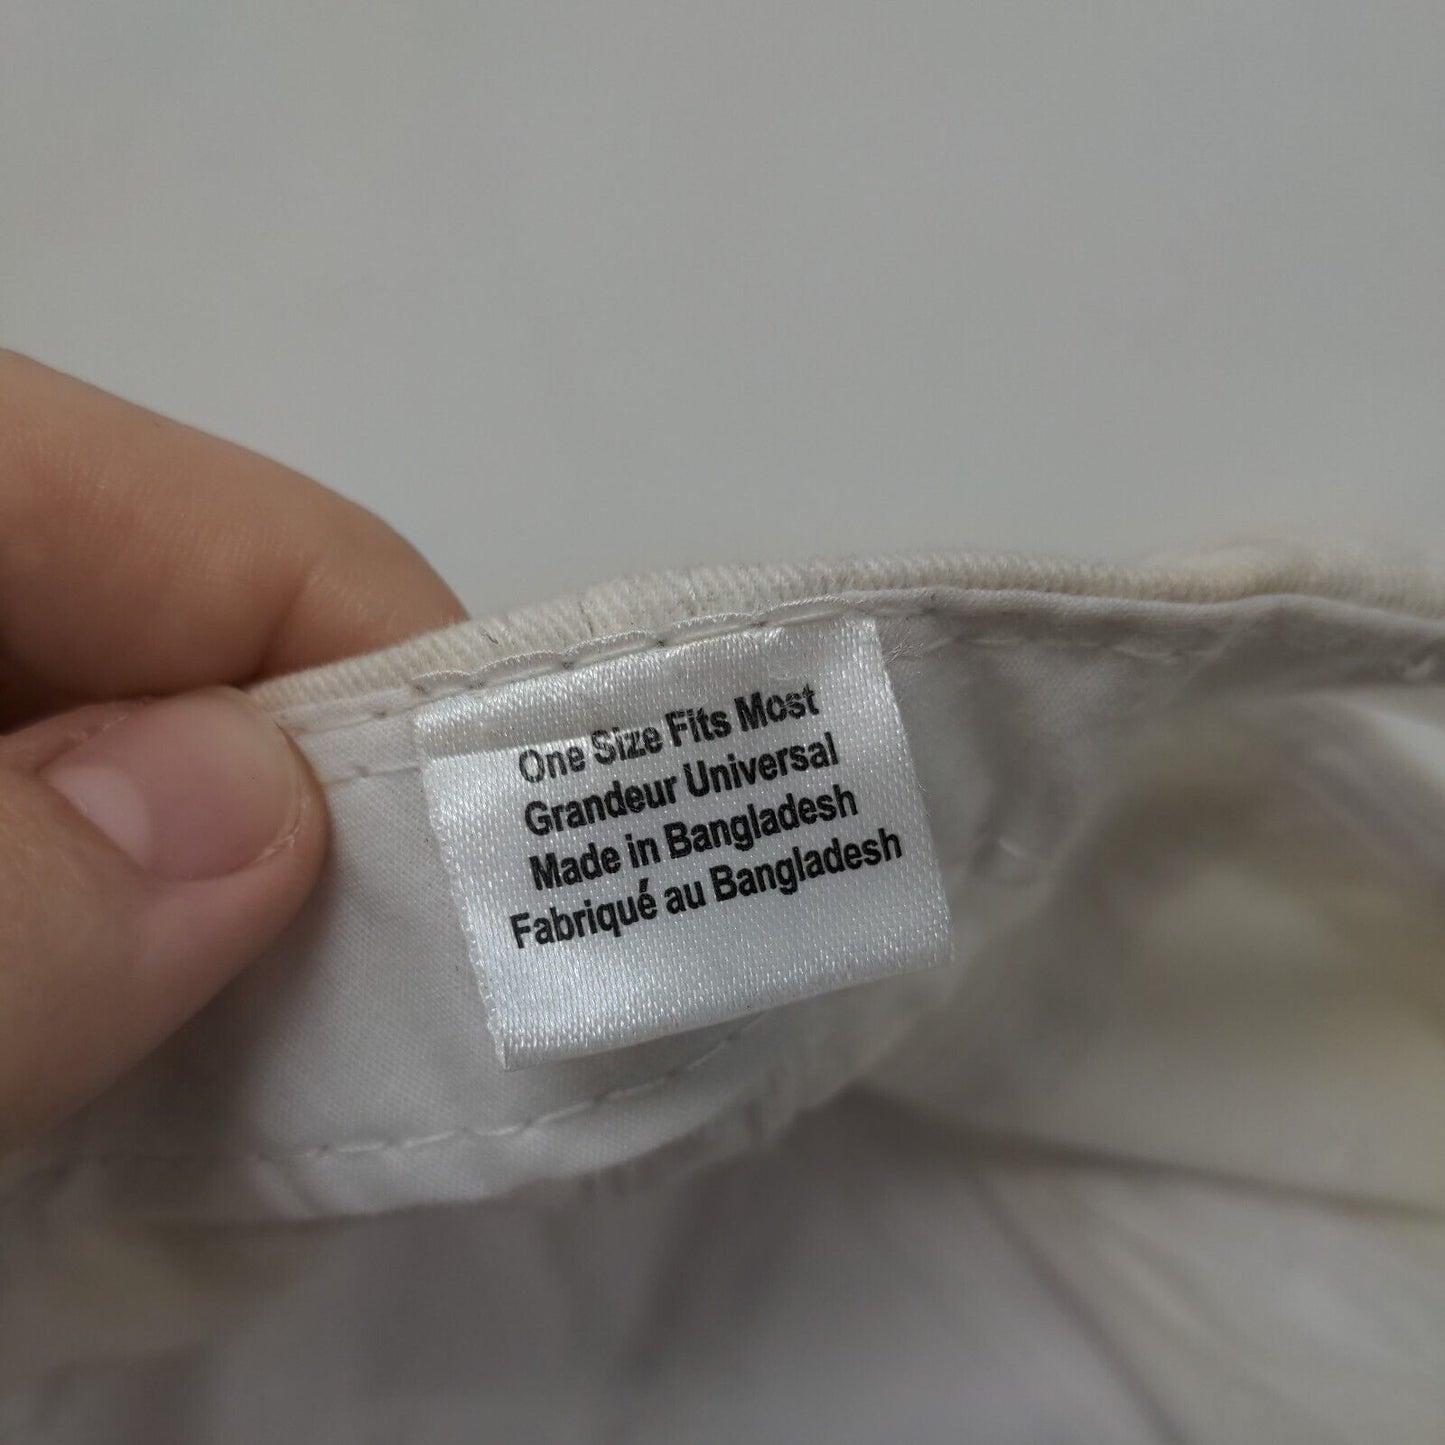 One Size Fits Most
Grandeur Universal
Made in Bangladesh
Fabriqué au Bangladesh